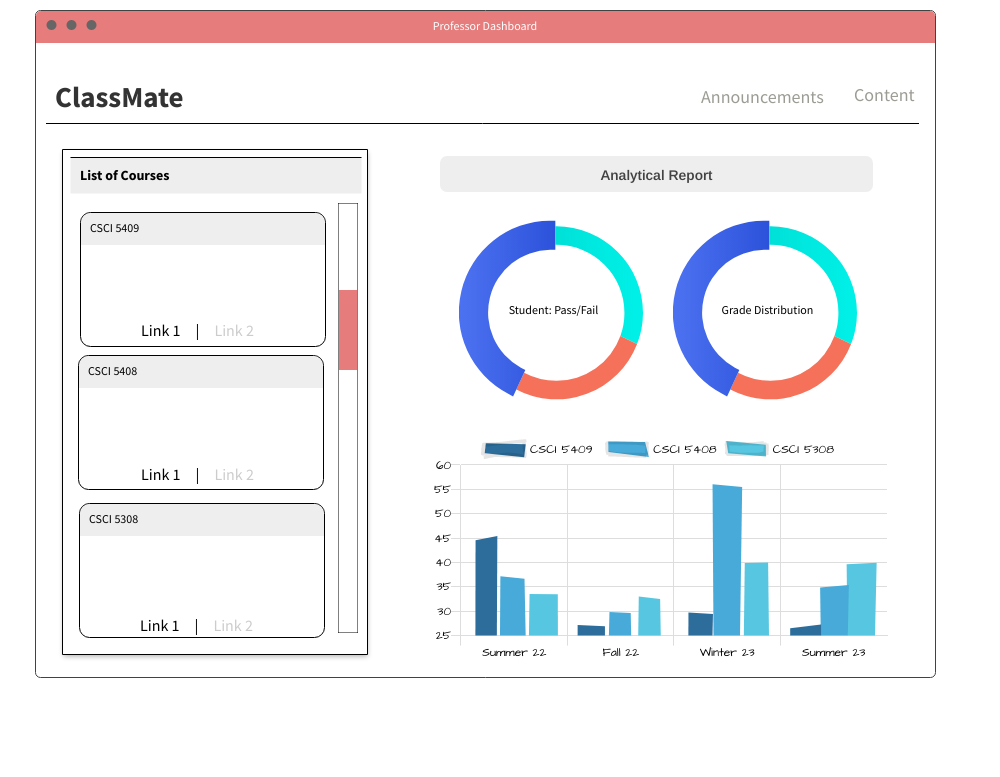 Professor Dashboard
ClassMate
Announcements Content
List of Courses
CSCI 5409
Link 1 | Link 2
CSCI 5408
Link 1 | Link 2
CSCI 5308
Link 1 | Link 2
Analytical Report
Student: Pass/Fail
Grade Distribution
CSCI 5409 CSCI 5408 CSCI 5308
60
55
50
45
40
35
30
25
Summer 22 Fall 22 Winter 23 Summer 23